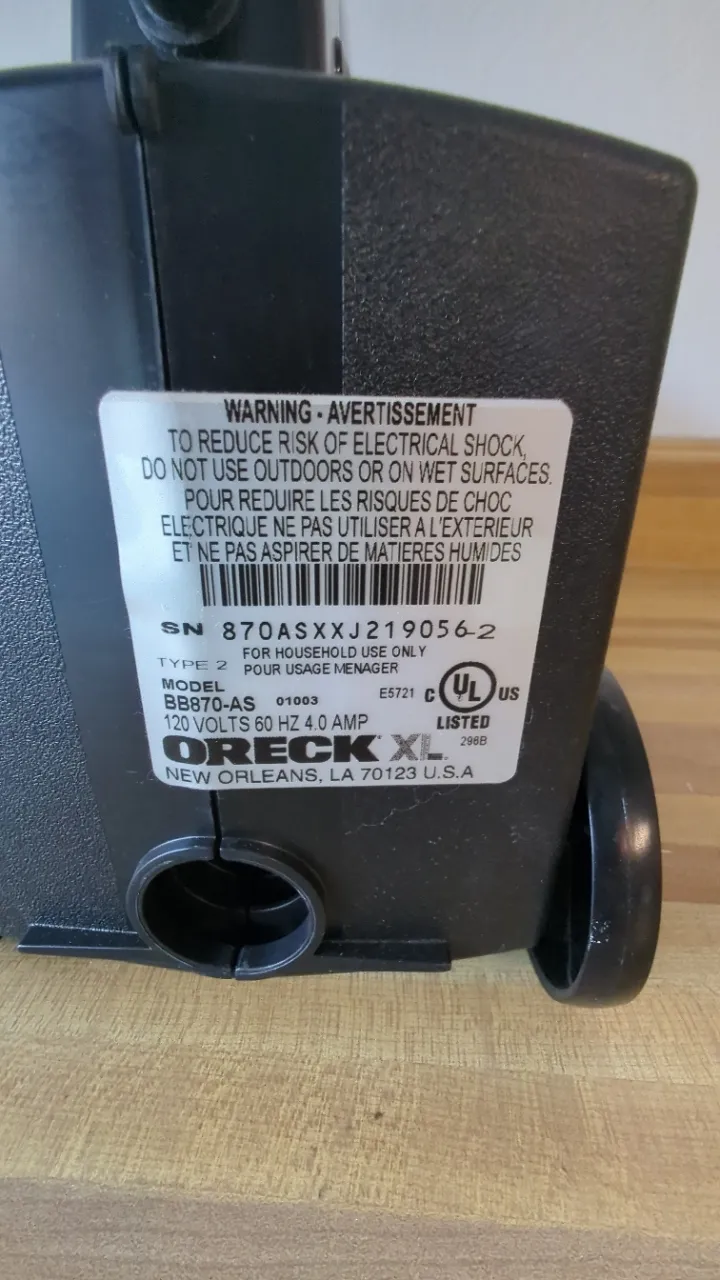 WARNING - AVERTISSEMENT
TO REDUCE RISK OF ELECTRICAL SHOCK,
DO NOT USE OUTDOORS OR ON WET SURFACES.
POUR REDUIRE LES RISQUES DE CHOC
ELECTRIQUE NE PAS UTILISER A L'EXTERIEUR
ET NE PAS ASPIRER DE MATIERES HUMIDES
SN 870ASXXJ219056-2
FOR HOUSEHOLD USE ONLY
TYPE 2 POUR USAGE MENAGER
MODEL
BB870-AS 01003 E5721 C UL US
120 VOLTS 60 HZ 4.0 AMP LISTED
ORECK XL 296B
NEW ORLEANS, LA 70123 U.S.A